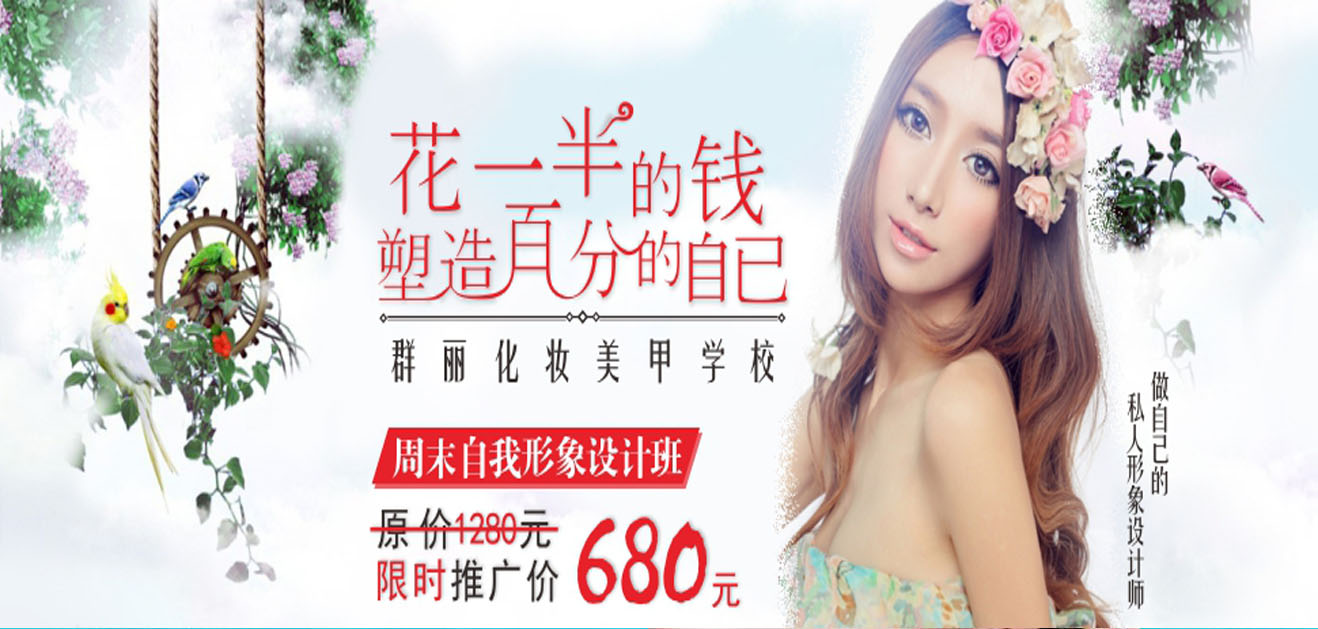 花一半的钱
塑造百分的自己
群丽化妆美甲学校
周末自我形象设计班
原价1280元
限时推广价 680元
做自己的
私人形象设计师